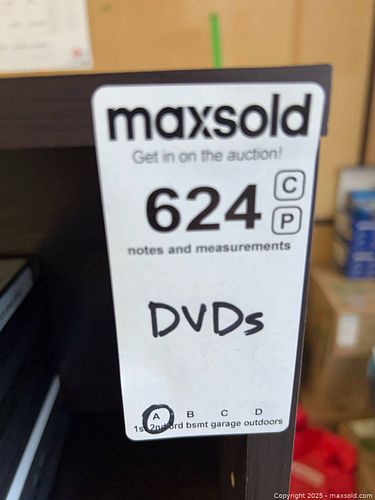 maxsold
Get in on the auction!
624 C
P
notes and measurements
DVDs
A B C D
1st 2nd 3rd bsmt garage outdoors
Copyright 2025 - maxsold.com